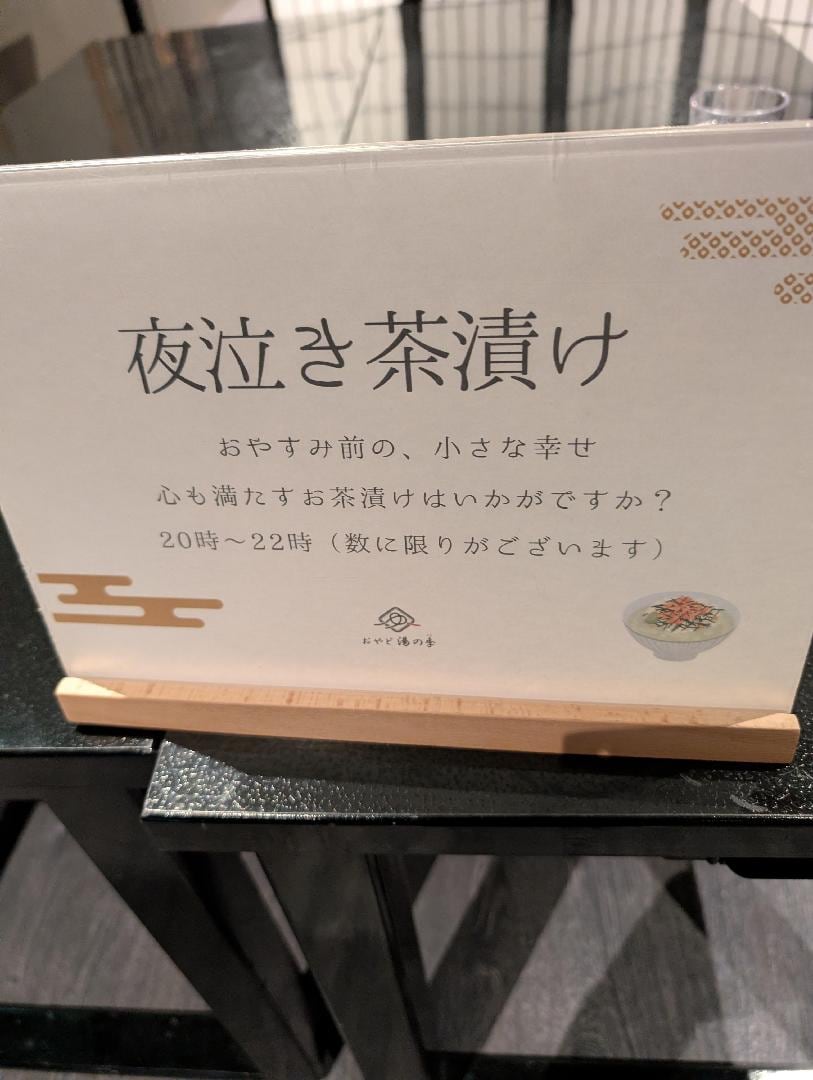 夜泣き茶漬け
おやすみ前の、小さな幸せ
心も満たすお茶漬けはいかがですか？
20時〜22時（数に限りがございます）
おやど 湯の季